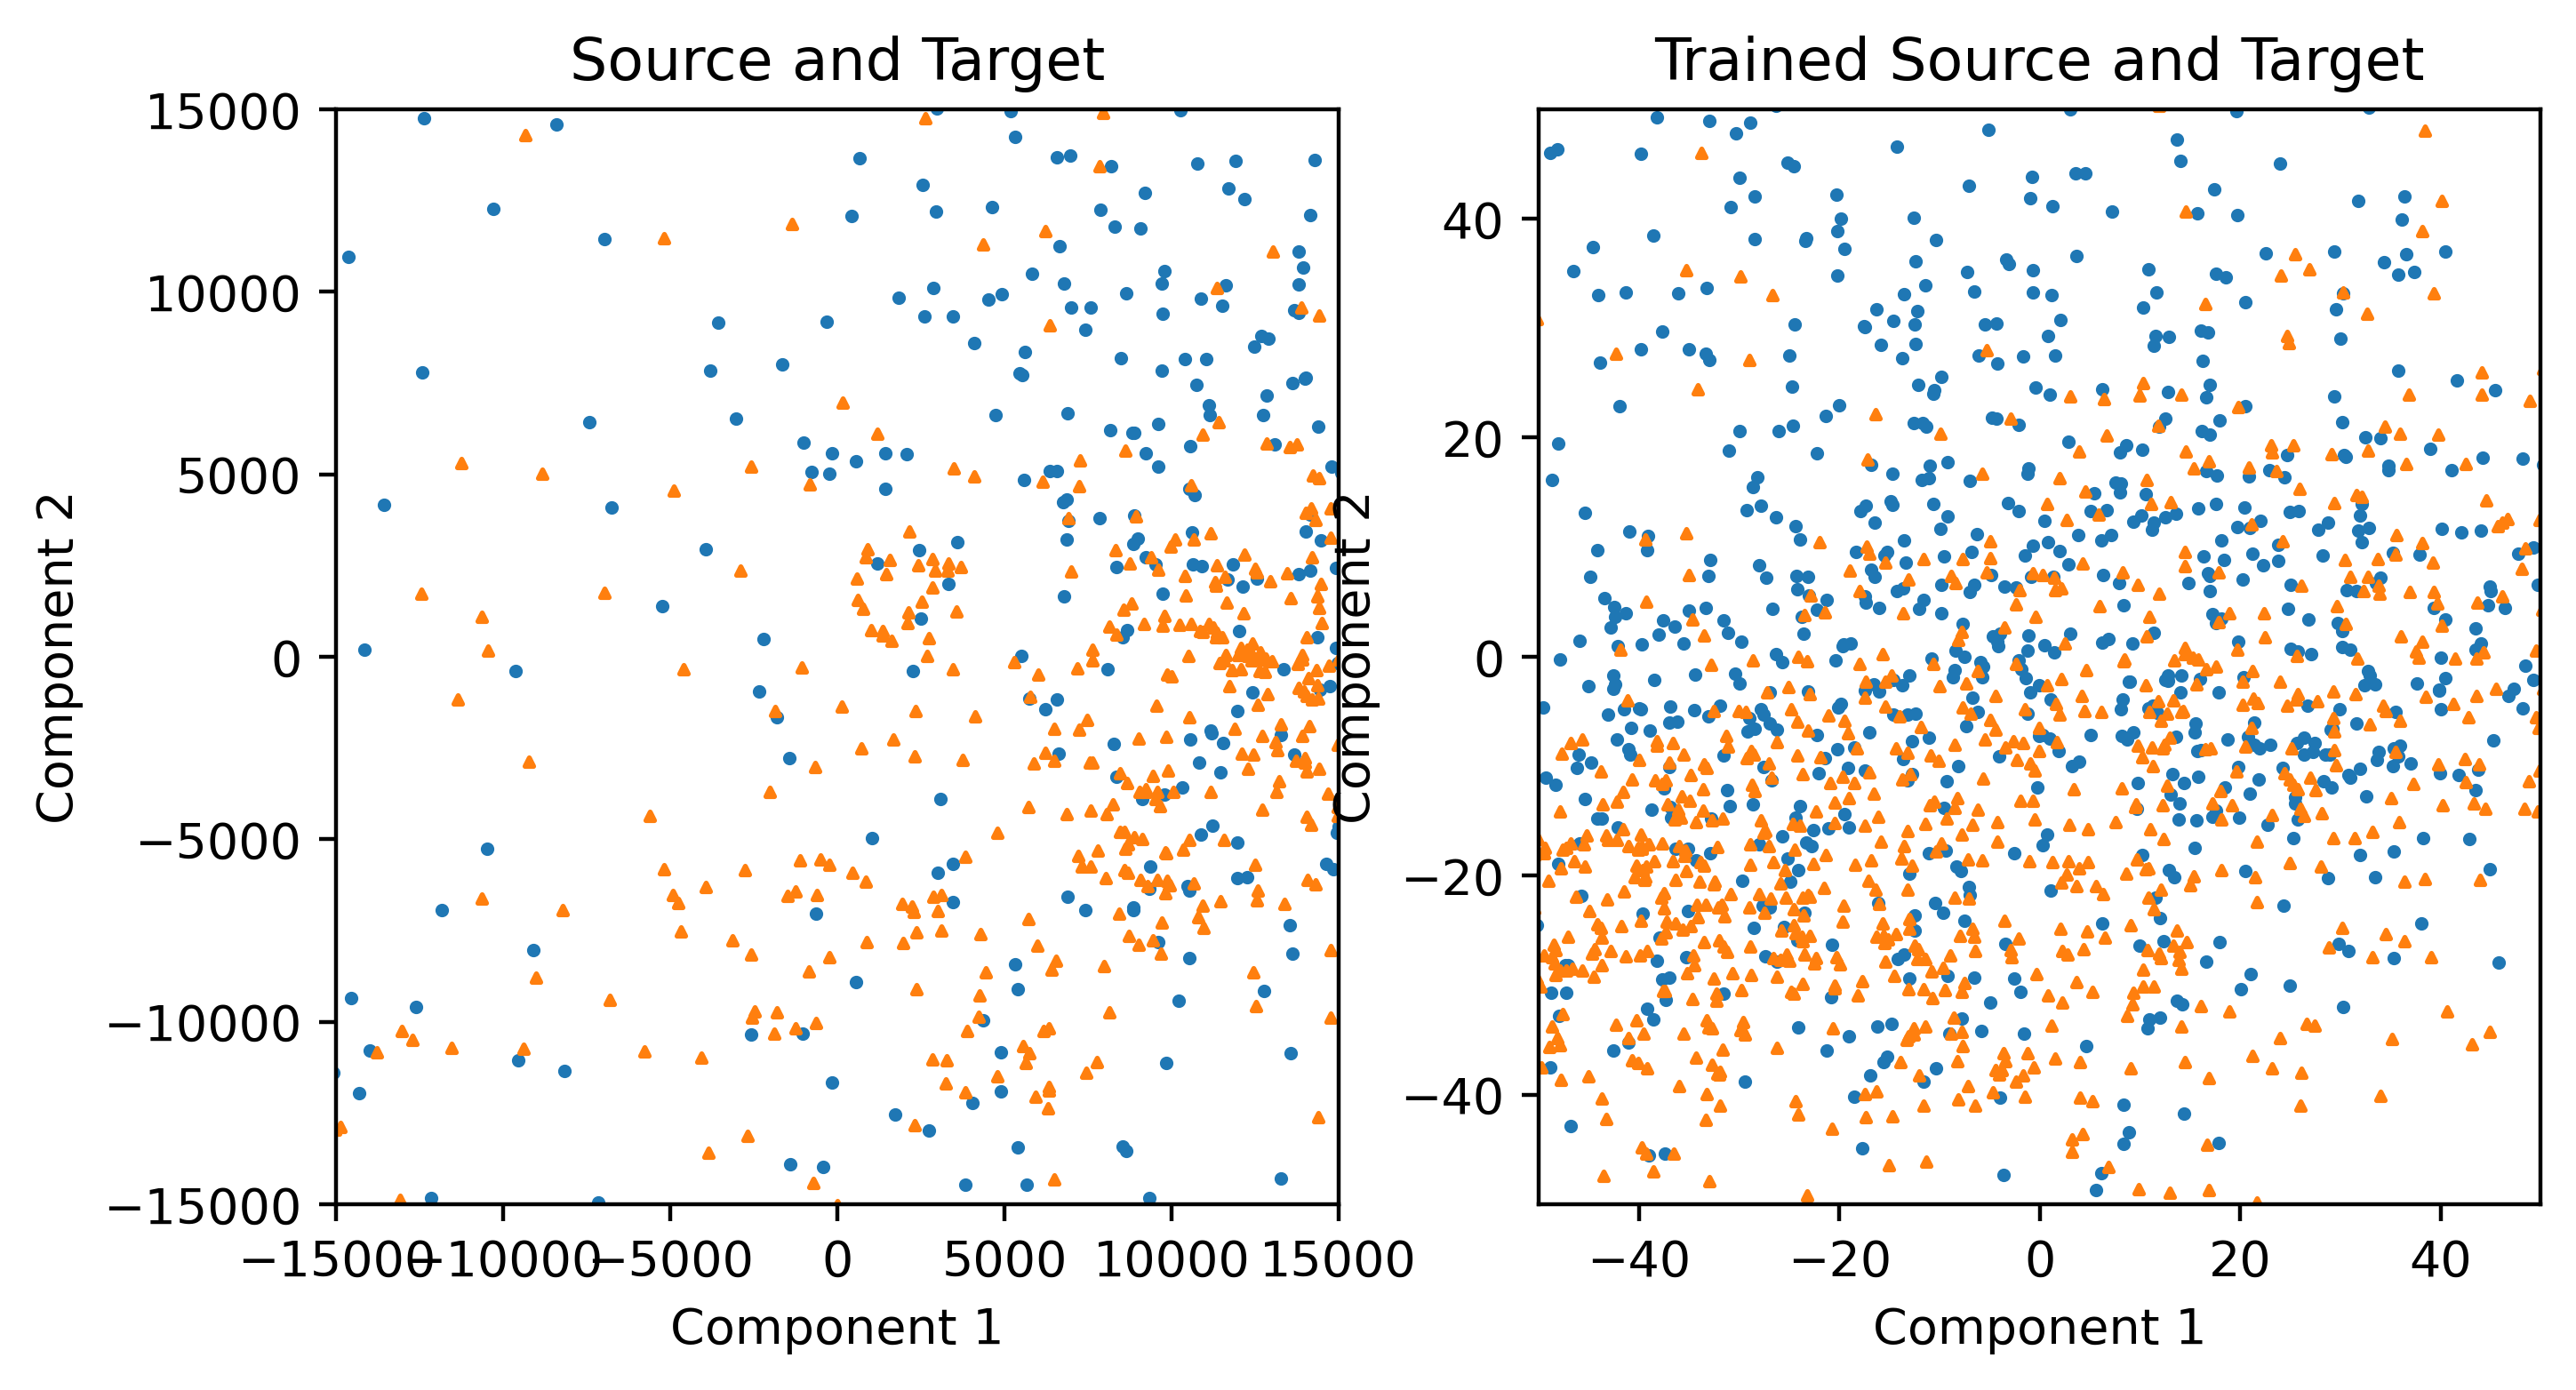 Source and Target
15000
10000
5000
0
−5000
−10000
−15000
Component 2
−15000 −10000 −5000 0 5000 10000 15000
Component 1
Trained Source and Target
40
20
0
−20
−40
Component 2
−40 −20 0 20 40
Component 1